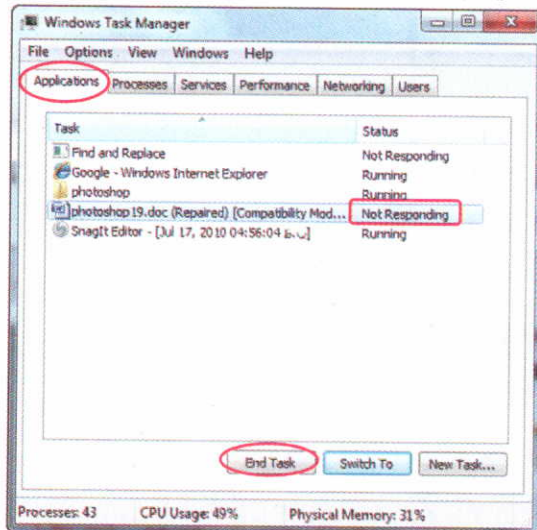 Windows Task Manager
File Options View Windows Help
Applications Processes Services Performance Networking Users
Task Status
Find and Replace Not Responding
Google - Windows Internet Explorer Running
photoshop Running
photoshop19.doc (Repaired) [Compatibility Mod... Not Responding
SnagIt Editor - [Jul 17, 2010 04:56:04 ب.ظ] Running
End Task Switch To New Task...
Processes: 43 CPU Usage: 49% Physical Memory: 31%